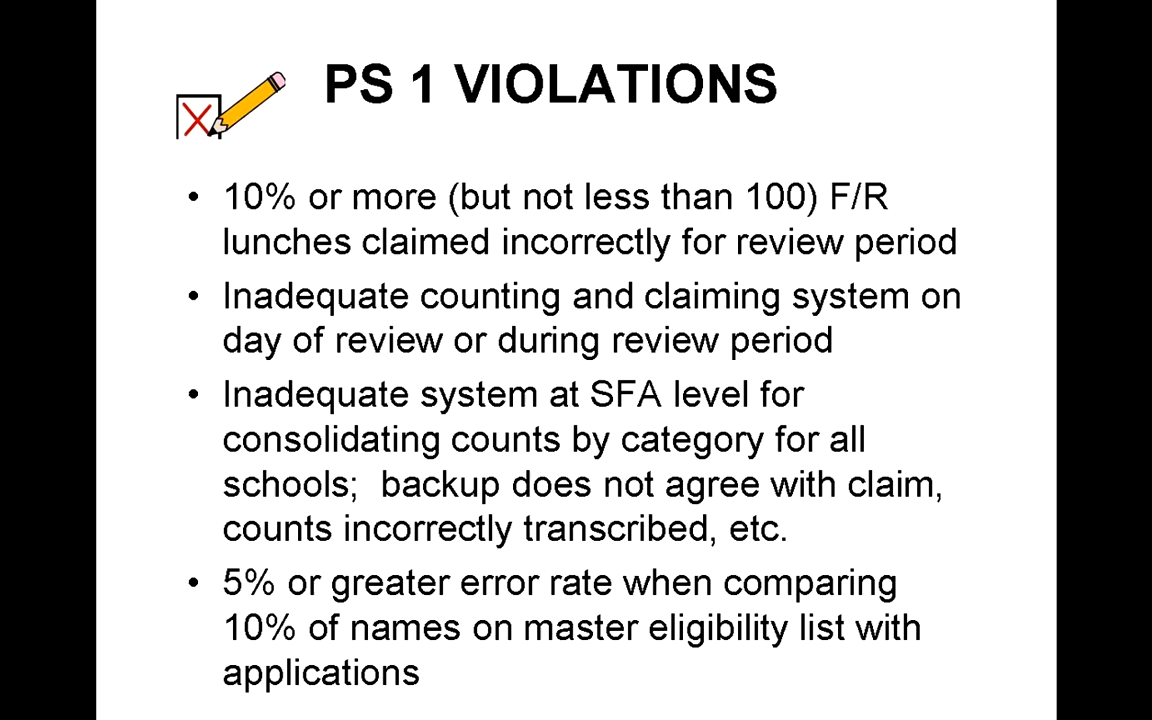 PS 1 VIOLATIONS
• 10% or more (but not less than 100) F/R
lunches claimed incorrectly for review period
• Inadequate counting and claiming system on
day of review or during review period
• Inadequate system at SFA level for
consolidating counts by category for all
schools;  backup does not agree with claim,
counts incorrectly transcribed, etc.
• 5% or greater error rate when comparing
10% of names on master eligibility list with
applications